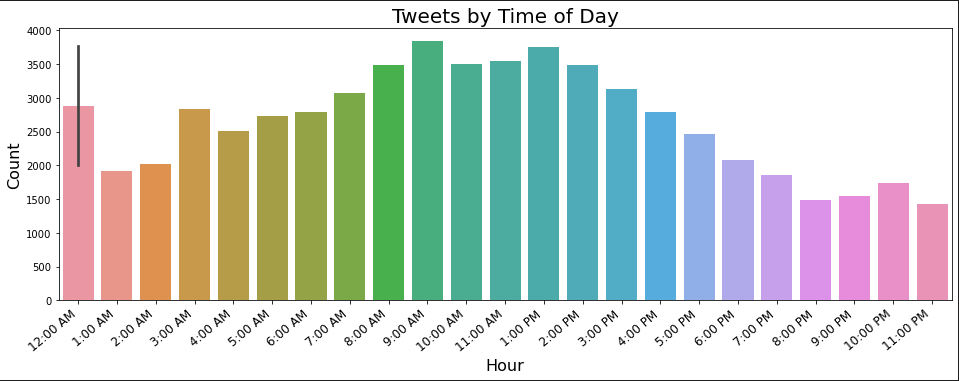 Tweets by Time of Day
4000
3500
3000
2500
2000
1500
1000
500
0
Count
12:00 AM
1:00 AM
2:00 AM
3:00 AM
4:00 AM
5:00 AM
6:00 AM
7:00 AM
8:00 AM
9:00 AM
10:00 AM
11:00 AM
1:00 PM
2:00 PM
3:00 PM
4:00 PM
5:00 PM
6:00 PM
7:00 PM
8:00 PM
9:00 PM
10:00 PM
11:00 PM
Hour